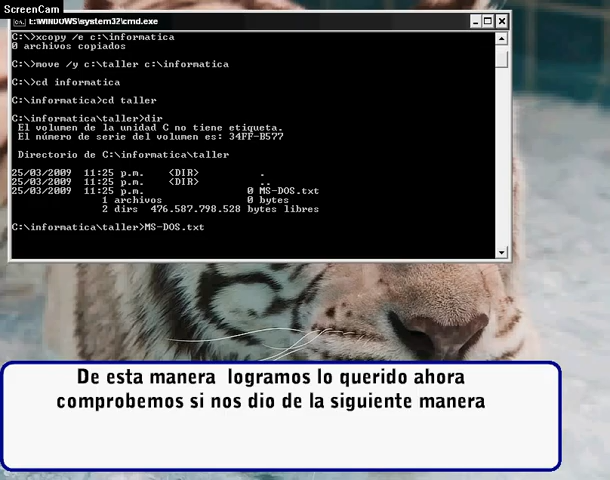 ScreenCam
C:\WINDOWS\system32\cmd.exe
C:\>xcopy /e c:\informatica
0 archivos copiados
C:\>move /y c:\taller c:\informatica
C:\>cd informatica
C:\informatica>cd taller
C:\informatica\taller>dir
El volumen de la unidad C no tiene etiqueta.
El número de serie del volumen es: 34FF-B577
Directorio de C:\informatica\taller
25/03/2009 11:25 p.m. <DIR> .
25/03/2009 11:25 p.m. <DIR> ..
25/03/2009 11:25 p.m. 0 MS-DOS.txt
1 archivos 0 bytes
2 dirs 476.587.798.528 bytes libres
C:\informatica\taller>MS-DOS.txt
De esta manera logramos lo querido ahora
comprobemos si nos dio de la siguiente manera